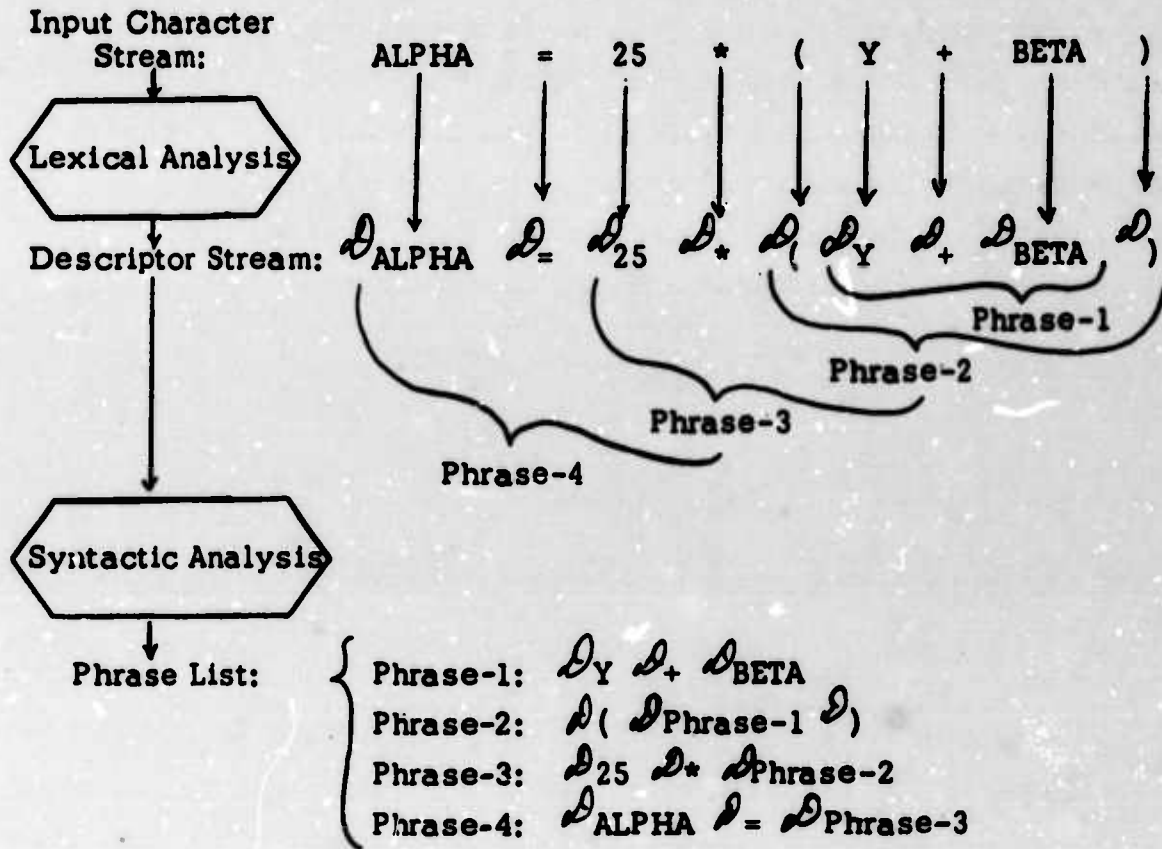 Input Character
Stream: ALPHA = 25 * ( Y + BETA )
Lexical Analysis
Descriptor Stream: 𝒟ALPHA 𝒟= 𝒟25 𝒟* 𝒟( 𝒟Y 𝒟+ 𝒟BETA 𝒟)
Phrase-1
Phrase-2
Phrase-3
Phrase-4
Syntactic Analysis
Phrase List:
Phrase-1: 𝒟Y 𝒟+ 𝒟BETA
Phrase-2: 𝒟( 𝒟Phrase-1 𝒟)
Phrase-3: 𝒟25 𝒟* 𝒟Phrase-2
Phrase-4: 𝒟ALPHA 𝒟= 𝒟Phrase-3